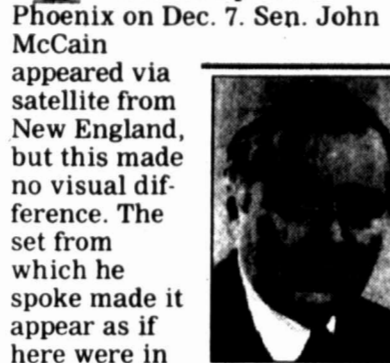 Phoenix on Dec. 7. Sen. John
McCain
appeared via
satellite from
New England,
but this made
no visual dif-
ference. The
set from
which he
spoke made it
appear as if
here were in